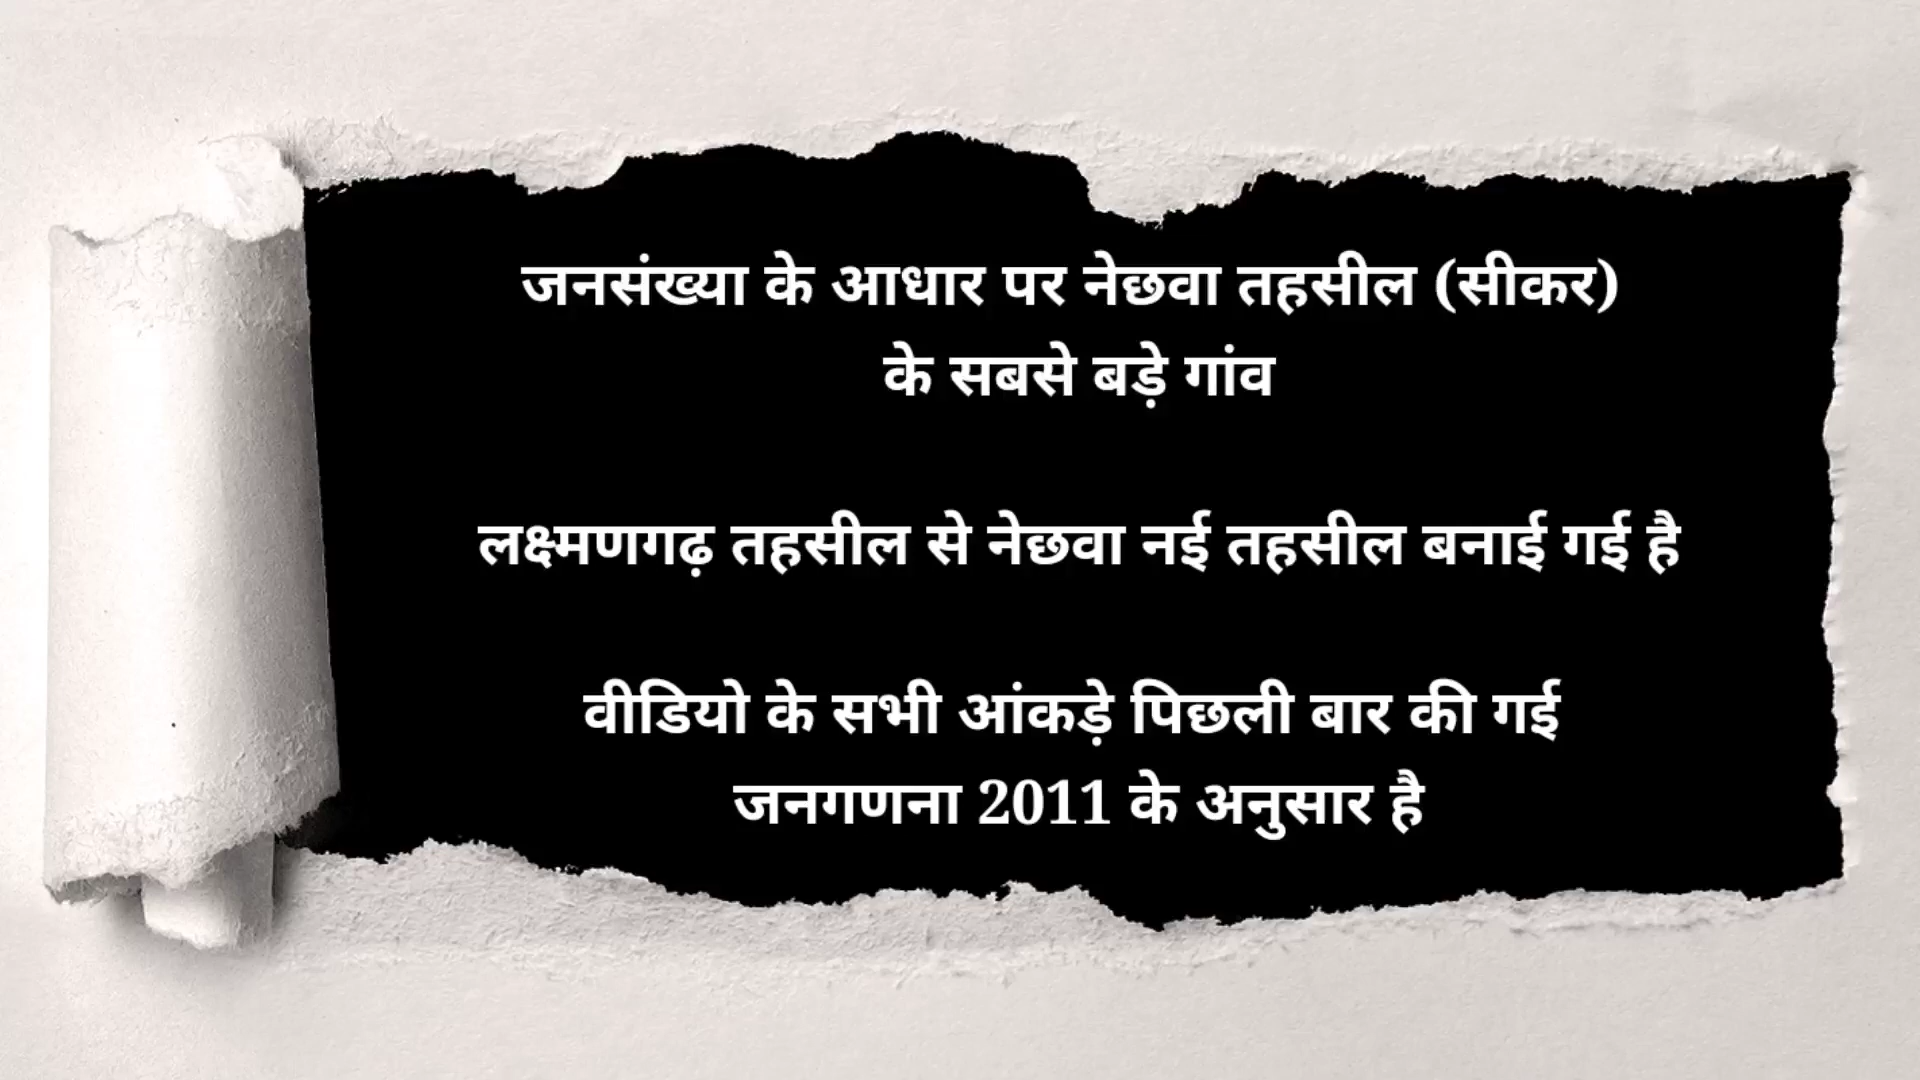 जनसंख्या के आधार पर नेछवा तहसील (सीकर)
के सबसे बड़े गांव
लक्ष्मणगढ़ तहसील से नेछवा नई तहसील बनाई गई है
वीडियो के सभी आंकड़े पिछली बार की गई
जनगणना 2011 के अनुसार है